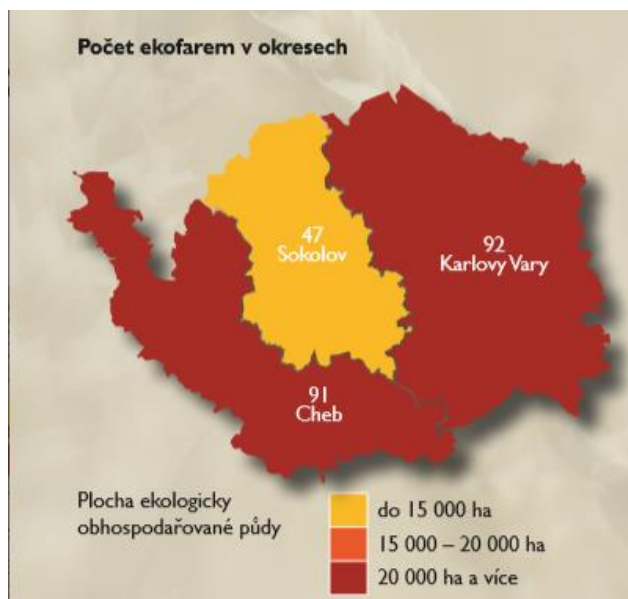 Počet ekofarem v okresech
47
Sokolov
92
Karlovy Vary
91
Cheb
Plocha ekologicky
obhospodařované půdy
do 15 000 ha
15 000 – 20 000 ha
20 000 ha a více